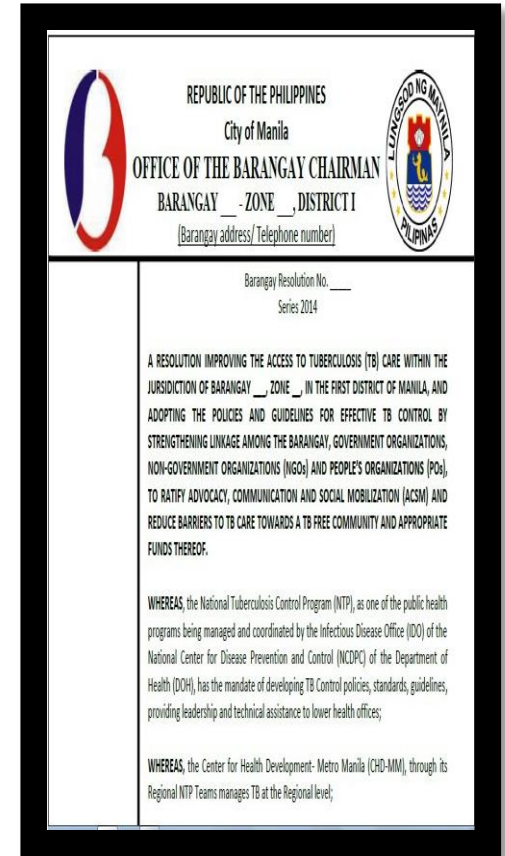 REPUBLIC OF THE PHILIPPINES
City of Manila
OFFICE OF THE BARANGAY CHAIRMAN
BARANGAY __ - ZONE __, DISTRICT I
(Barangay address/ Telephone number)
LUNGSOD NG MAYNILA
PILIPINAS
Barangay Resolution No. ____
Series 2014
A RESOLUTION IMPROVING THE ACCESS TO TUBERCULOSIS (TB) CARE WITHIN THE
JURSIDICTION OF BARANGAY __, ZONE __, IN THE FIRST DISTRICT OF MANILA, AND
ADOPTING THE POLICIES AND GUIDELINES FOR EFFECTIVE TB CONTROL BY
STRENGTHENING LINKAGE AMONG THE BARANGAY, GOVERNMENT ORGANIZATIONS,
NON-GOVERNMENT ORGANIZATIONS (NGOs) AND PEOPLE'S ORGANIZATIONS (POs),
TO RATIFY ADVOCACY, COMMUNICATION AND SOCIAL MOBILIZATION (ACSM) AND
REDUCE BARRIERS TO TB CARE TOWARDS A TB FREE COMMUNITY AND APPROPRIATE
FUNDS THEREOF.
WHEREAS, the National Tuberculosis Control Program (NTP), as one of the public health
programs being managed and coordinated by the Infectious Disease Office (IDO) of the
National Center for Disease Prevention and Control (NCDPC) of the Department of
Health (DOH), has the mandate of developing TB Control policies, standards, guidelines,
providing leadership and technical assistance to lower health offices;
WHEREAS, the Center for Health Development- Metro Manila (CHD-MM), through its
Regional NTP Teams manages TB at the Regional level;